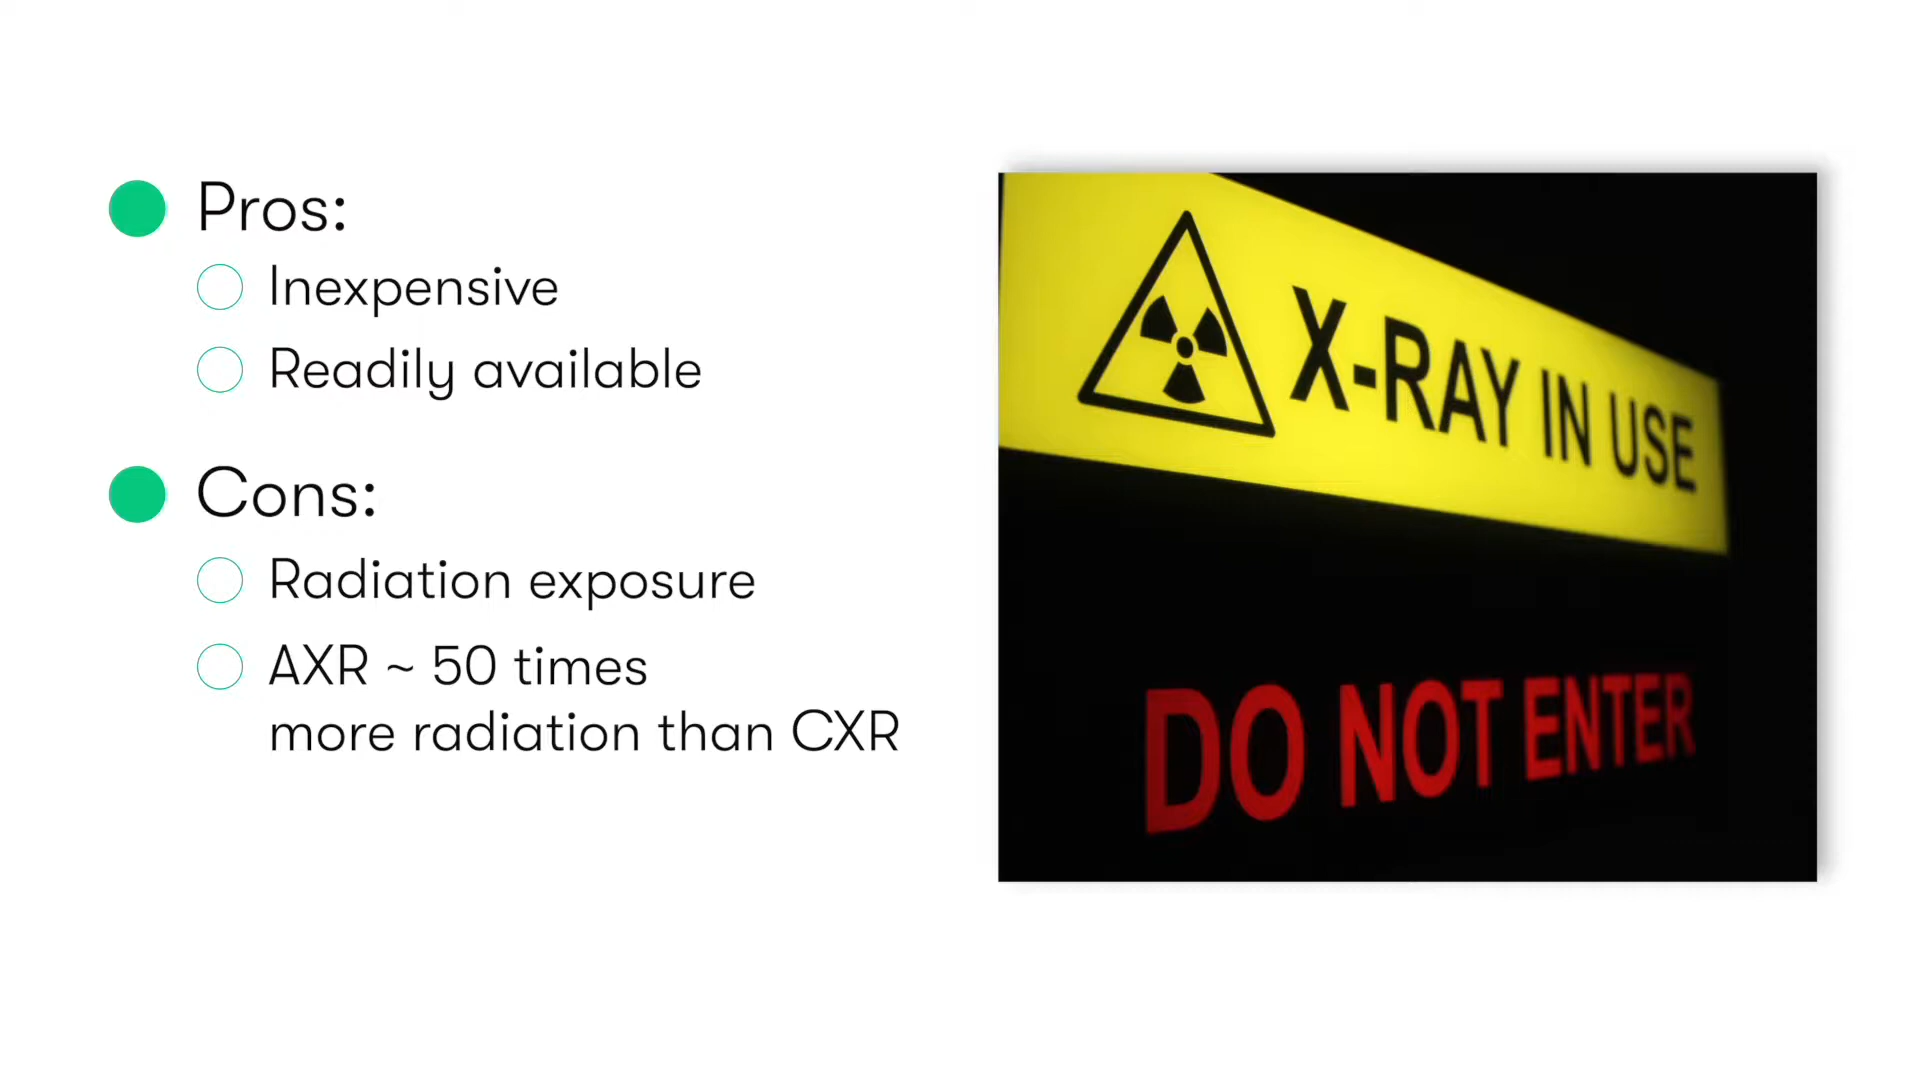 Pros:
Inexpensive
Readily available
Cons:
Radiation exposure
AXR ~ 50 times
more radiation than CXR
X-RAY IN USE
DO NOT ENTER